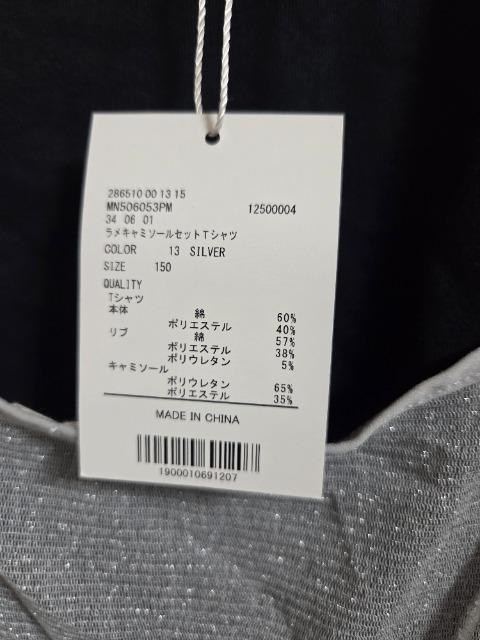 286510 00 13 15
MN506053PM 12500004
34 06 01
ラメキャミソールセットTシャツ
COLOR 13 SILVER
SIZE 150
QUALITY
Tシャツ
本体 綿 60%
ポリエステル 40%
リブ 綿 57%
ポリエステル 38%
ポリウレタン 5%
キャミソール
ポリウレタン 65%
ポリエステル 35%
MADE IN CHINA
1900010691207